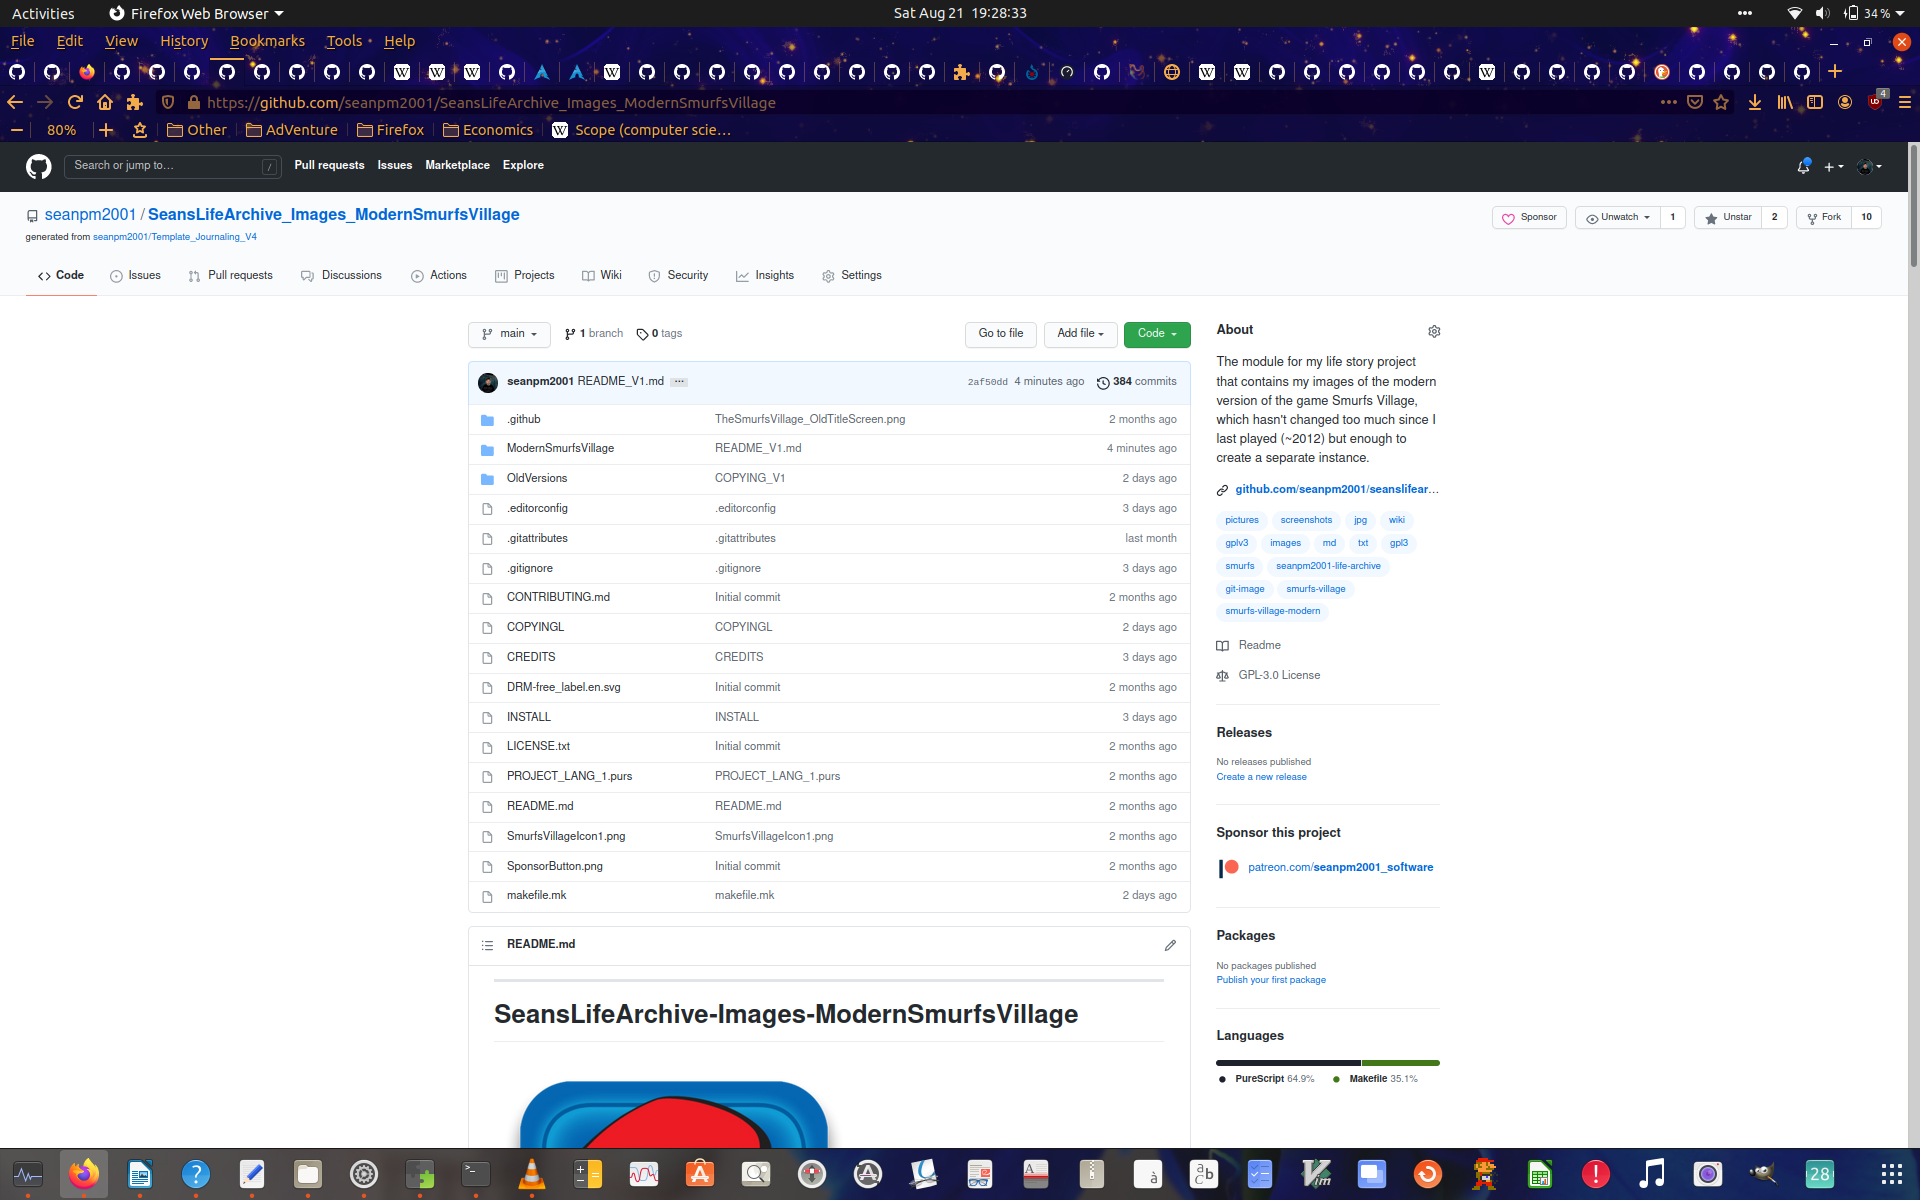 Activities Firefox Web Browser Sat Aug 21 19:28:33 34 %
File Edit View History Bookmarks Tools Help
https://github.com/seanpm2001/SeansLifeArchive_Images_ModernSmurfsVillage 4
80% Other AdVenture Firefox Economics Scope (computer scie…
Search or jump to… / Pull requests Issues Marketplace Explore
seanpm2001 / SeansLifeArchive_Images_ModernSmurfsVillage Sponsor Unwatch 1 Unstar 2 Fork 10
generated from seanpm2001/Template_Journaling_V4
Code Issues Pull requests Discussions Actions Projects Wiki Security Insights Settings
main 1 branch 0 tags Go to file Add file Code
seanpm2001 README_V1.md ... 2af50dd 4 minutes ago 384 commits
.github TheSmurfsVillage_OldTitleScreen.png 2 months ago
ModernSmurfsVillage README_V1.md 4 minutes ago
OldVersions COPYING_V1 2 days ago
.editorconfig .editorconfig 3 days ago
.gitattributes .gitattributes last month
.gitignore .gitignore 3 days ago
CONTRIBUTING.md Initial commit 2 months ago
COPYINGL COPYINGL 2 days ago
CREDITS CREDITS 3 days ago
DRM-free_label.en.svg Initial commit 2 months ago
INSTALL INSTALL 3 days ago
LICENSE.txt Initial commit 2 months ago
PROJECT_LANG_1.purs PROJECT_LANG_1.purs 2 months ago
README.md README.md 2 months ago
SmurfsVillageIcon1.png SmurfsVillageIcon1.png 2 months ago
SponsorButton.png Initial commit 2 months ago
makefile.mk makefile.mk 2 days ago
README.md
SeansLifeArchive-Images-ModernSmurfsVillage
About
The module for my life story project
that contains my images of the modern
version of the game Smurfs Village,
which hasn't changed too much since I
last played (~2012) but enough to
create a separate instance.
github.com/seanpm2001/seanslifear...
pictures screenshots jpg wiki
gplv3 images md txt gpl3
smurfs seanpm2001-life-archive
git-image smurfs-village
smurfs-village-modern
Readme
GPL-3.0 License
Releases
No releases published
Create a new release
Sponsor this project
patreon.com/seanpm2001_software
Packages
No packages published
Publish your first package
Languages
PureScript 64.9% Makefile 35.1%
28